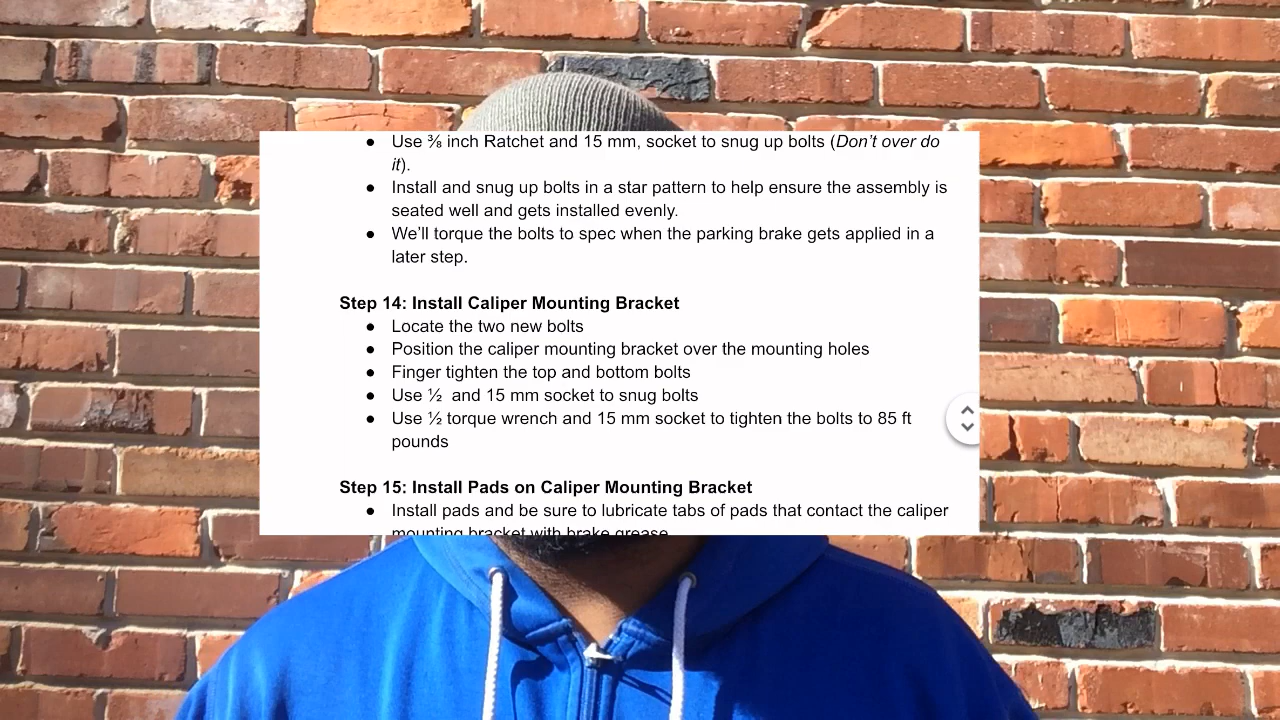 ● Use ⅜ inch Ratchet and 15 mm, socket to snug up bolts (Don't over do
it).
● Install and snug up bolts in a star pattern to help ensure the assembly is
seated well and gets installed evenly.
● We'll torque the bolts to spec when the parking brake gets applied in a
later step.
Step 14: Install Caliper Mounting Bracket
● Locate the two new bolts
● Position the caliper mounting bracket over the mounting holes
● Finger tighten the top and bottom bolts
● Use ½  and 15 mm socket to snug bolts
● Use ½ torque wrench and 15 mm socket to tighten the bolts to 85 ft
pounds
Step 15: Install Pads on Caliper Mounting Bracket
● Install pads and be sure to lubricate tabs of pads that contact the caliper
mounting bracket with brake grease